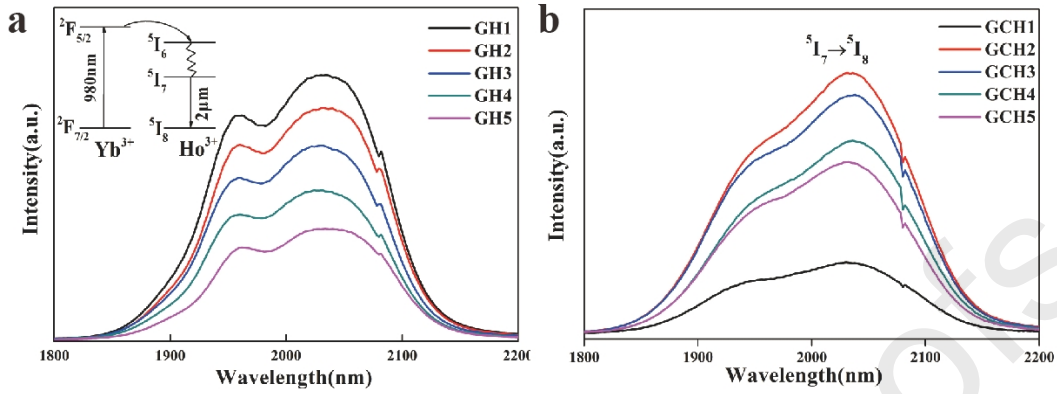 a
²F₅/₂
980nm
²F₇/₂
Yb³⁺
⁵I₆
⁵I₇
2μm
⁵I₈
Ho³⁺
GH1
GH2
GH3
GH4
GH5
Intensity(a.u.)
1800 1900 2000 2100 2200
Wavelength(nm)
b
⁵I₇→⁵I₈
GCH1
GCH2
GCH3
GCH4
GCH5
Intensity(a.u.)
1800 1900 2000 2100 2200
Wavelength(nm)
ofs